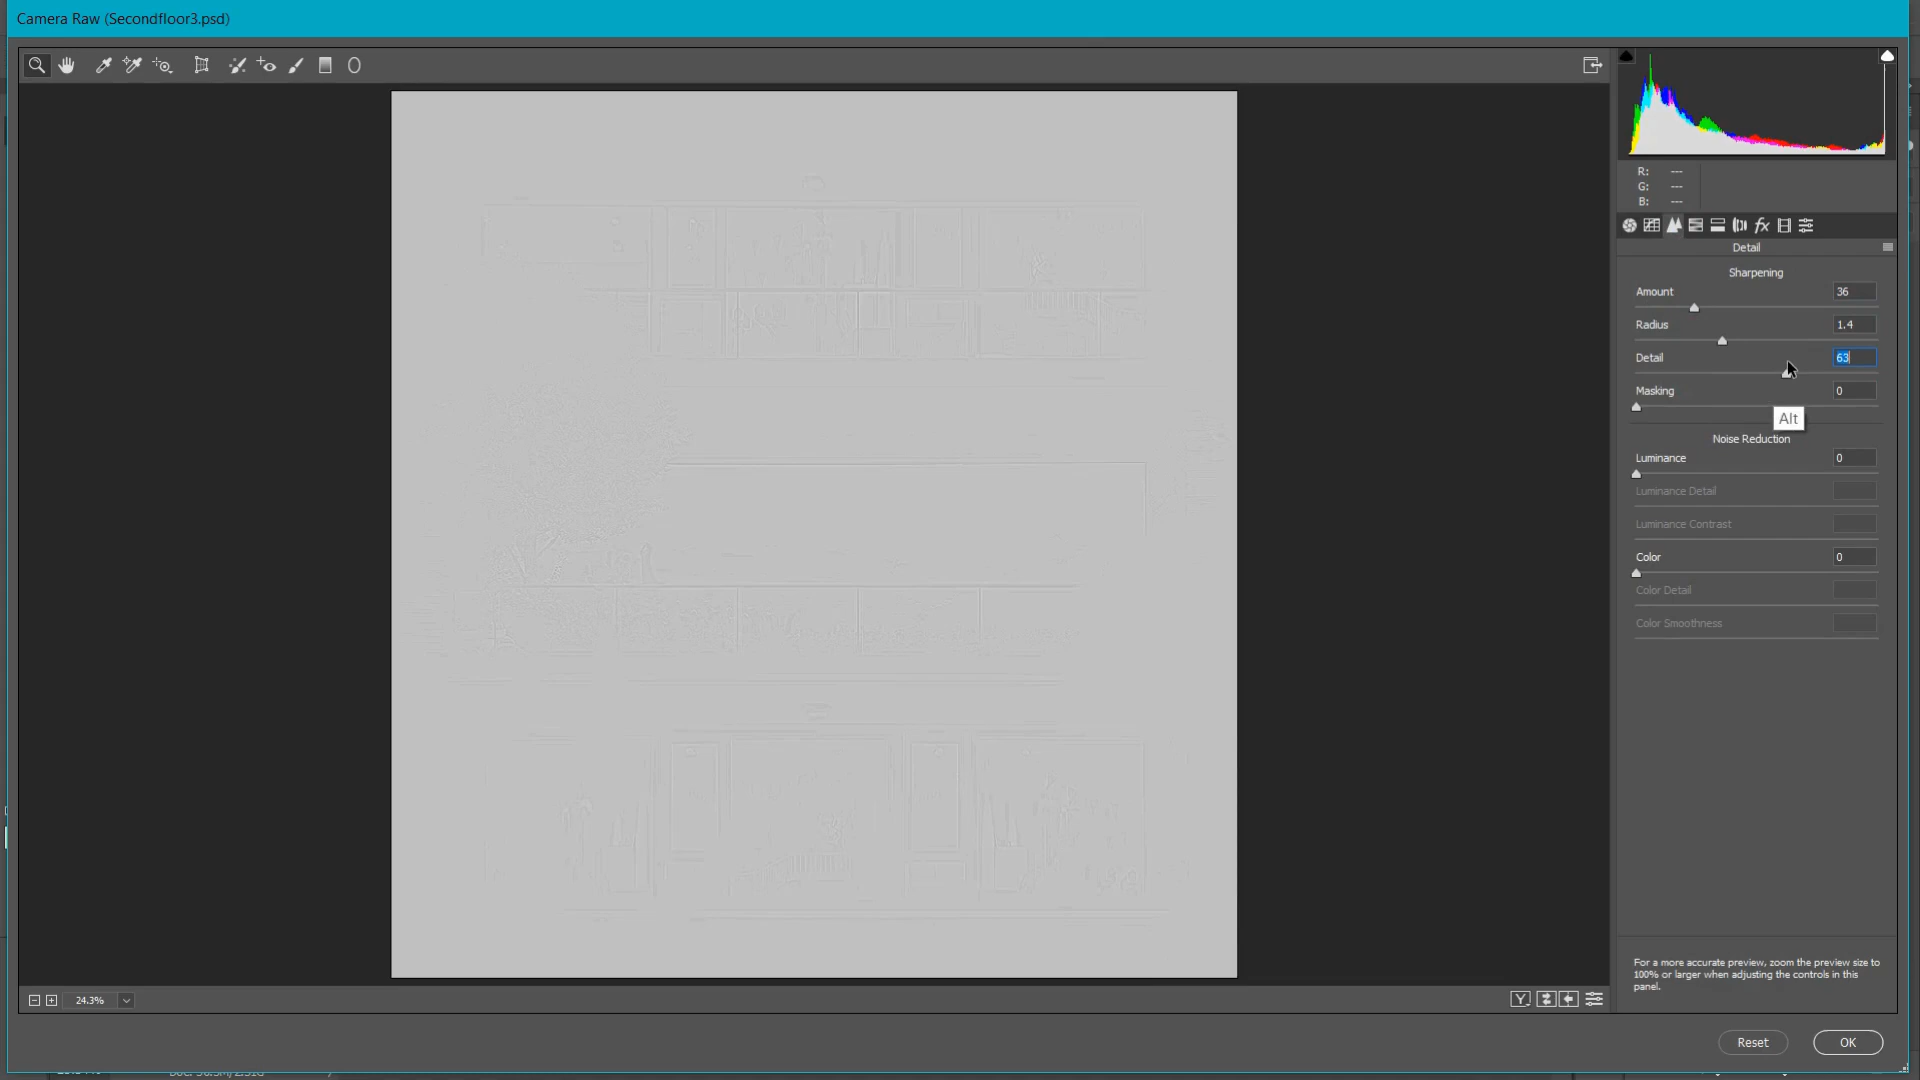 Camera Raw (Secondfloor3.psd)
R: ---
G: ---
B: ---
fx
Detail
Sharpening
Amount 36
Radius 1.4
Detail 63
Masking 0
Alt
Noise Reduction
Luminance 0
Luminance Detail
Luminance Contrast
Color 0
Color Detail
Color Smoothness
For a more accurate preview, zoom the preview size to
100% or larger when adjusting the controls in this
panel.
24.3%
Y
Reset OK